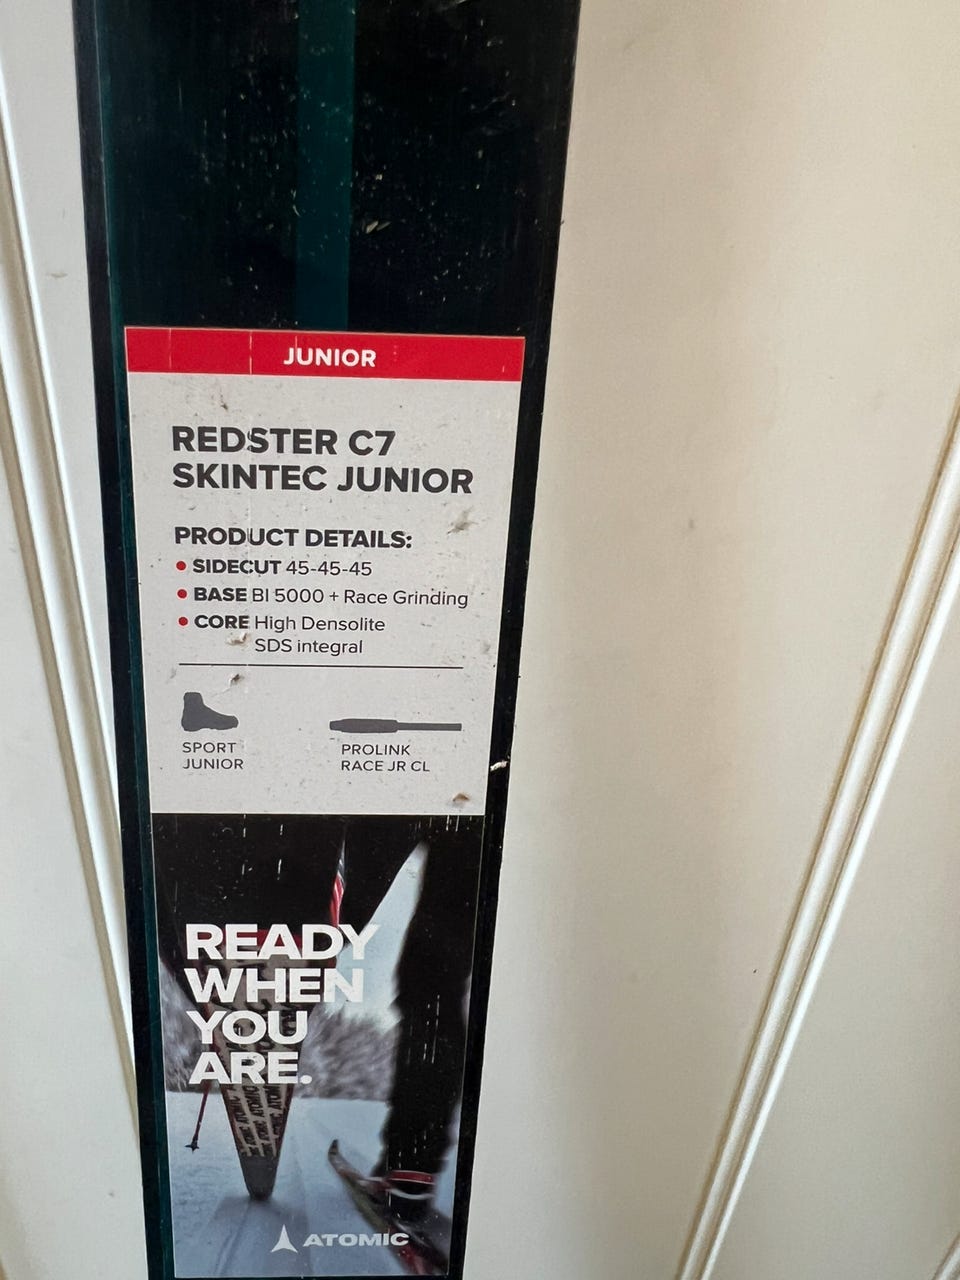 JUNIOR
REDSTER C7
SKINTEC JUNIOR
PRODUCT DETAILS:
• SIDECUT 45-45-45
• BASE BI 5000 + Race Grinding
• CORE High Densolite
SDS integral
SPORT
JUNIOR
PROLINK
RACE JR CL
READY
WHEN
YOU
ARE.
ATOMIC